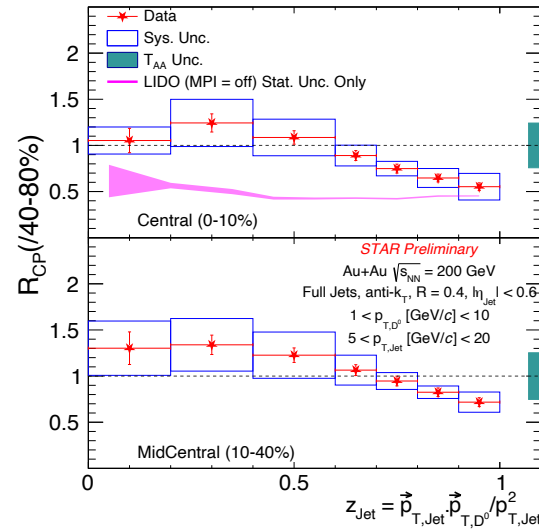 Data
Sys. Unc.
T_AA Unc.
LIDO (MPI = off) Stat. Unc. Only
2
1.5
1
0.5
Central (0-10%)
R_CP(/40-80%)
STAR Preliminary
Au+Au √s_NN = 200 GeV
Full Jets, anti-k_T, R = 0.4, |η_Jet| < 0.6
1 < p_T,D⁰ [GeV/c] < 10
5 < p_T,Jet [GeV/c] < 20
2
1.5
1
0.5
MidCentral (10-40%)
0 0.5 1
z_Jet = p⃗_T,Jet.p⃗_T,D⁰/p²_T,Jet